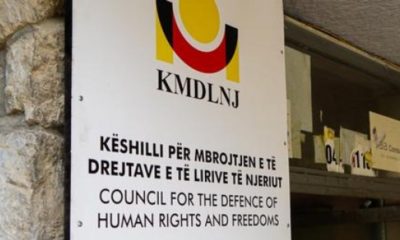 KMDLNJ
KËSHILLI PËR MBROJTJEN E TË
DREJTAVE E TË LIRIVE TË NJERIUT
COUNCIL FOR THE DEFENCE OF
HUMAN RIGHTS AND FREEDOMS